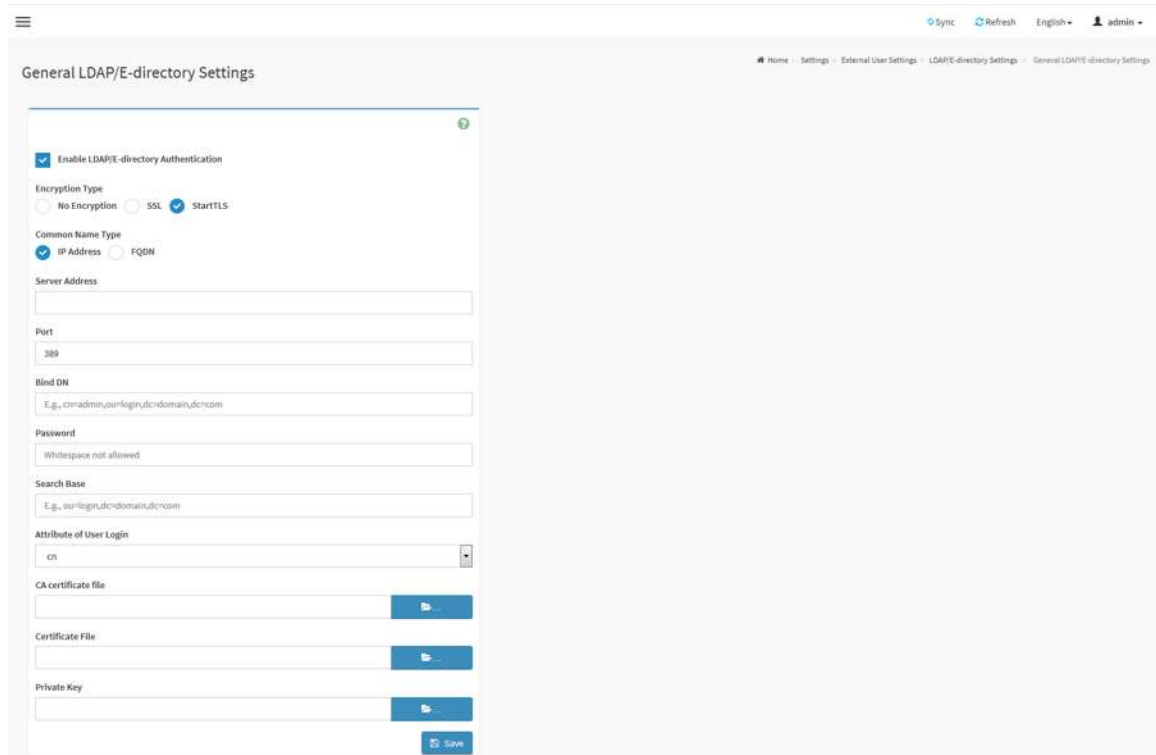 Sync Refresh English admin
General LDAP/E-directory Settings
Home Settings External User Settings LDAP/E-directory Settings General LDAP/E-directory Settings
Enable LDAP/E-directory Authentication
Encryption Type
No Encryption SSL StartTLS
Common Name Type
IP Address FQDN
Server Address
Port
389
Bind DN
E.g., cn=admin,ou=login,dc=domain,dc=com
Password
Whitespace not allowed
Search Base
E.g., ou=login,dc=domain,dc=com
Attribute of User Login
cn
CA certificate file
...
Certificate File
...
Private Key
...
Save